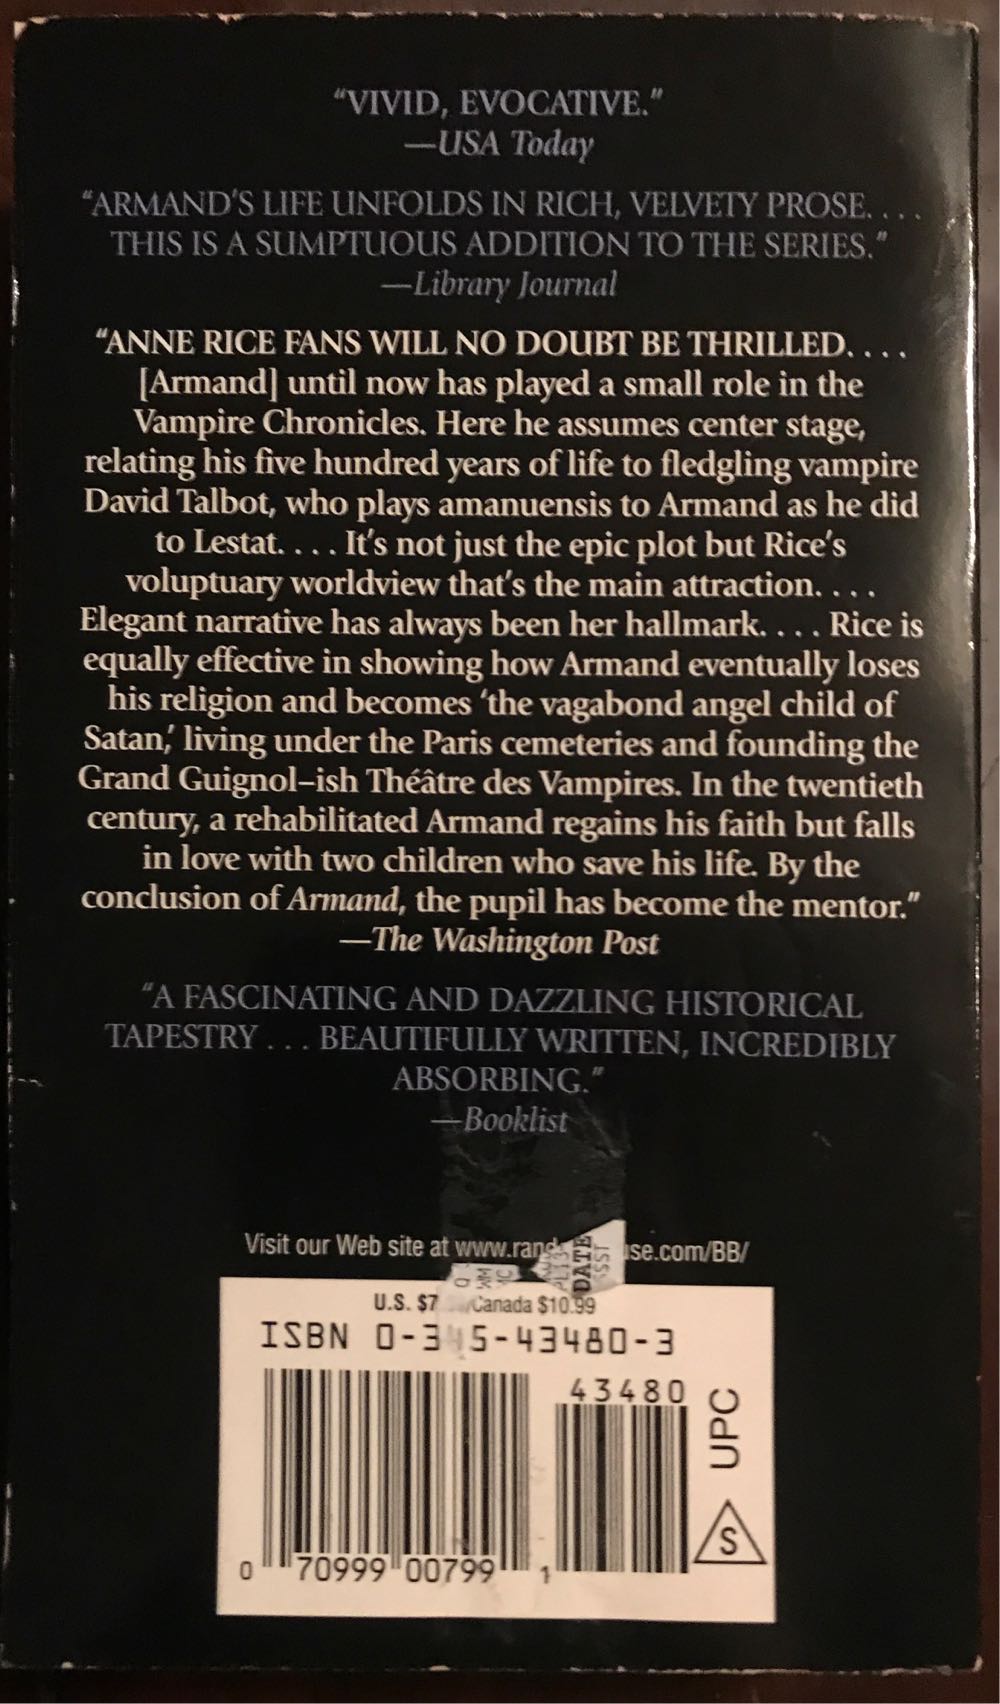 “VIVID, EVOCATIVE.”
—USA Today
“ARMAND’S LIFE UNFOLDS IN RICH, VELVETY PROSE. . . .
THIS IS A SUMPTUOUS ADDITION TO THE SERIES.”
—Library Journal
“ANNE RICE FANS WILL NO DOUBT BE THRILLED. . . .
[Armand] until now has played a small role in the
Vampire Chronicles. Here he assumes center stage,
relating his five hundred years of life to fledgling vampire
David Talbot, who plays amanuensis to Armand as he did
to Lestat. . . . It’s not just the epic plot but Rice’s
voluptuary worldview that’s the main attraction. . . .
Elegant narrative has always been her hallmark. . . . Rice is
equally effective in showing how Armand eventually loses
his religion and becomes ‘the vagabond angel child of
Satan,’ living under the Paris cemeteries and founding the
Grand Guignol–ish Théâtre des Vampires. In the twentieth
century, a rehabilitated Armand regains his faith but falls
in love with two children who save his life. By the
conclusion of Armand, the pupil has become the mentor.”
—The Washington Post
“A FASCINATING AND DAZZLING HISTORICAL
TAPESTRY . . . BEAUTIFULLY WRITTEN, INCREDIBLY
ABSORBING.”
—Booklist
Visit our Web site at
DATE
U.S. Canada $10.99
ISBN 0-345-43480-3
43480
UPC
S
0 70999 00799 1